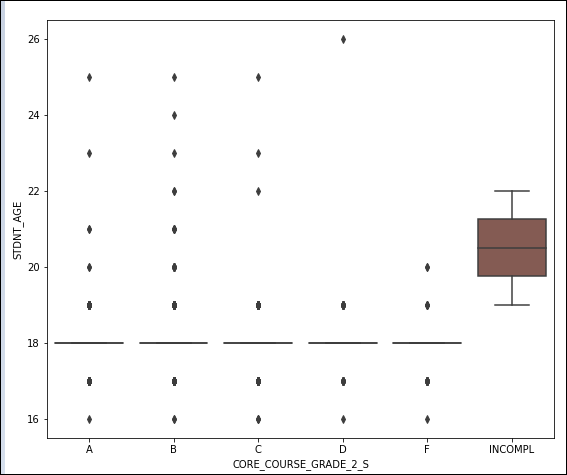 26
24
22
20
18
16
STDNT_AGE
A B C D F INCOMPL
CORE_COURSE_GRADE_2_S